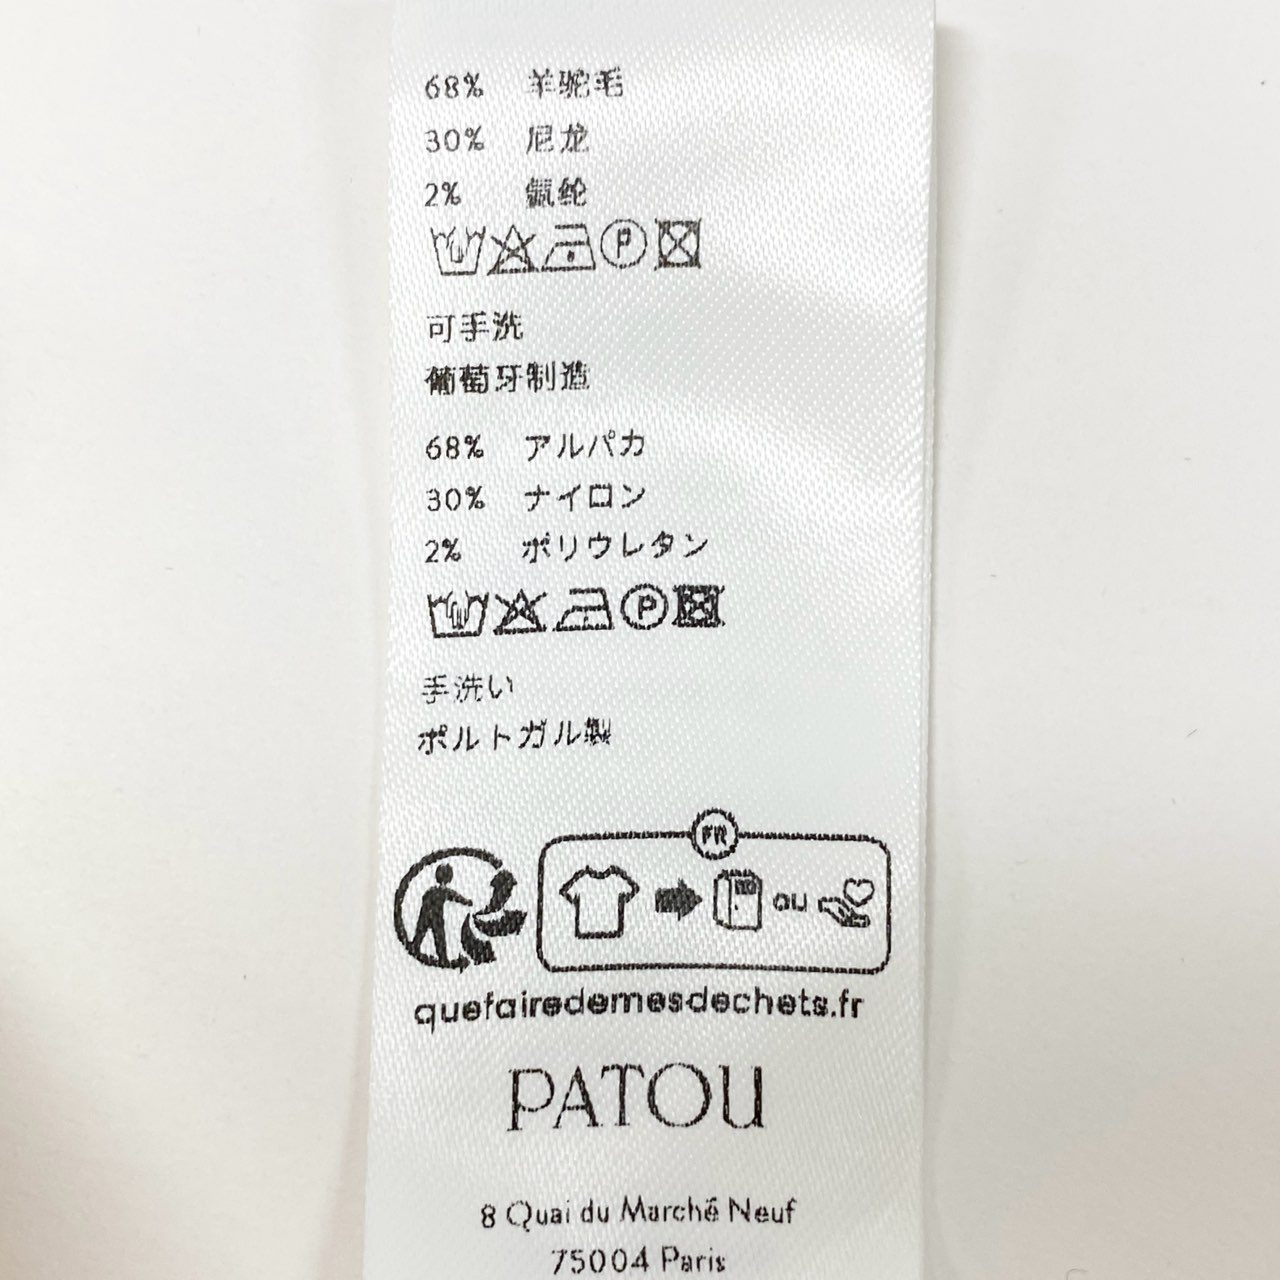 68% 羊驼毛
30% 尼龙
2% 氨纶
P
可手洗
葡萄牙制造
68% アルパカ
30% ナイロン
2% ポリウレタン
P
手洗い
ポルトガル製
FR
ou
quefairedemesdechets.fr
PATOU
8 Quai du Marché Neuf
75004 Paris